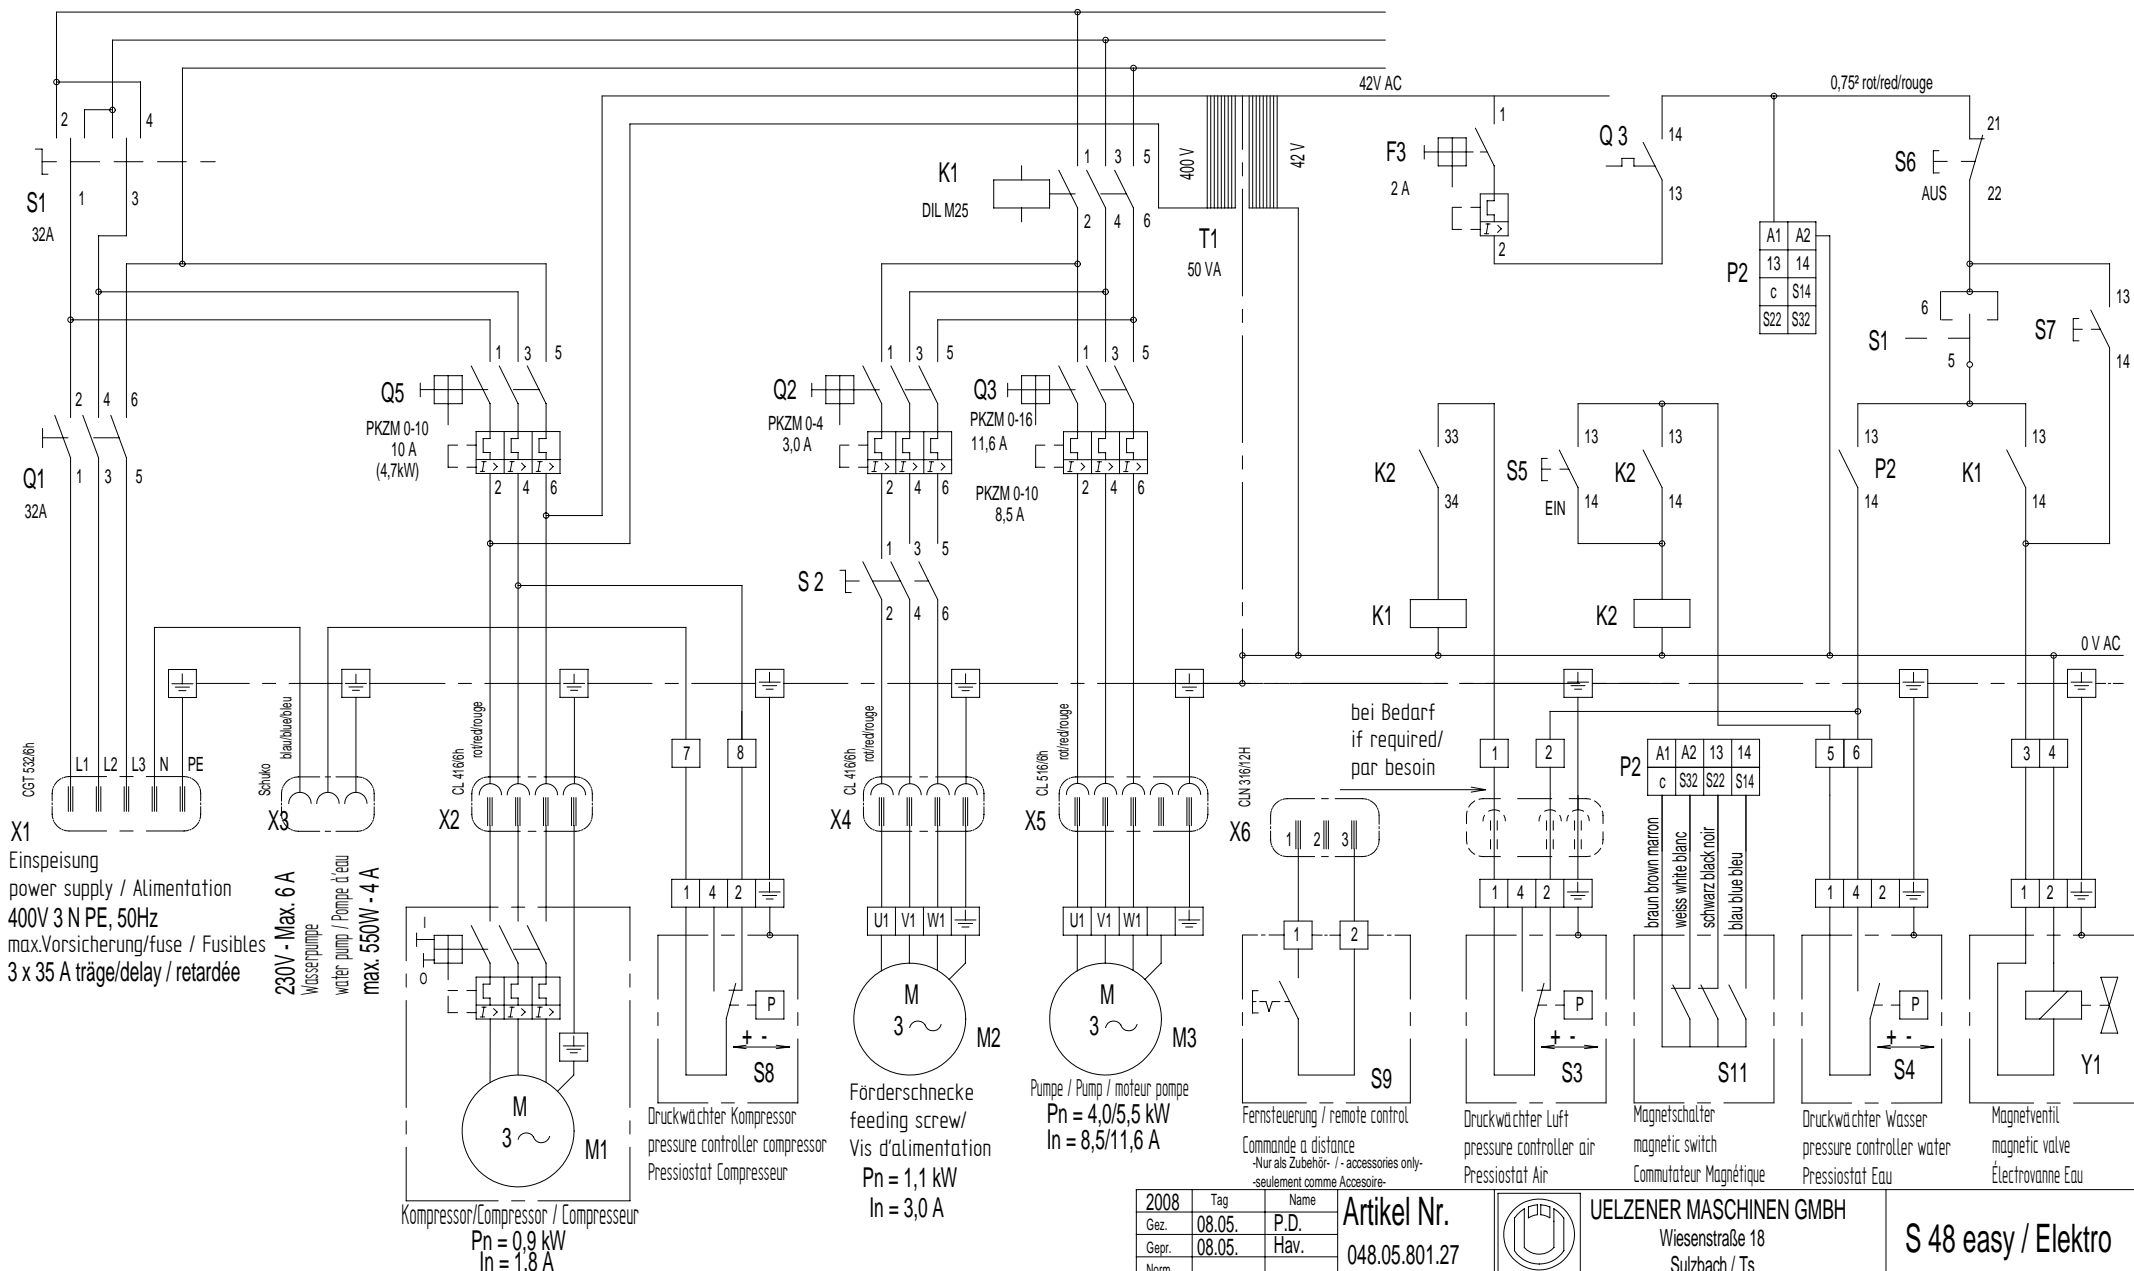 42V AC
0,75² rot/red/rouge
2
4
S1
32A
1
3
K1
DIL M25
1
3
5
2
4
6
400 V
42 V
T1
50 VA
F3
2 A
1
I >
2
Q 3
14
13
S6
AUS
21
22
P2
A1 A2
13 14
c S14
S22 S32
6
S1
5
S7
13
14
2 4 6
Q1
32A
1 3 5
Q5
PKZM 0-10
10 A
(4,7kW)
1 3 5
I > I > I >
2 4 6
Q2
PKZM 0-4
3,0 A
1 3 5
I > I > I >
2 4 6
Q3
PKZM 0-16
11,6 A
PKZM 0-10
8,5 A
1 3 5
I > I > I >
2 4 6
S 2
1 3 5
2 4 6
K2
33
34
S5
EIN
13
14
K2
13
14
P2
13
14
K1
13
14
K1
K2
0 V AC
CGT 532/6h
L1 L2 L3 N PE
X1
Einspeisung
power supply / Alimentation
400V 3 N PE, 50Hz
max.Vorsicherung/fuse / Fusibles
3 x 35 A träge/delay / retardée
Schuko
blau/blue/bleu
X3
230V - Max. 6 A
Wasserpumpe
water pump / Pompe d'eau
max. 550W - 4 A
CL 416/6h
rot/red/rouge
X2
I
O
I > I > I >
M
3
M1
Kompressor/Compressor / Compresseur
Pn = 0,9 kW
In = 1,8 A
7
8
1 4 2
P
+ -
S8
Druckwächter Kompressor
pressure controller compressor
Pressiostat Compresseur
CL 416/6h
rot/red/rouge
X4
U1 V1 W1
M
3
M2
Förderschnecke
feeding screw/
Vis d'alimentation
Pn = 1,1 kW
In = 3,0 A
CL 516/6h
rot/red/rouge
X5
U1 V1 W1
M
3
M3
Pumpe / Pump / moteur pompe
Pn = 4,0/5,5 kW
In = 8,5/11,6 A
CLN 316/12H
X6
1 2 3
1
2
S9
Fernsteuerung / remote control
Commande a distance
-Nur als Zubehör- / - accessories only-
-seulement comme Accesoire-
bei Bedarf
if required/
par besoin
1
2
1 4 2
P
+ -
S3
Druckwächter Luft
pressure controller air
Pressiostat Air
P2
A1 A2 13 14
c S32 S22 S14
braun brown marron
weiss white blanc
schwarz black noir
blau blue bleu
S11
Magnetschalter
magnetic switch
Commutateur Magnétique
5 6
1 4 2
P
+ -
S4
Druckwächter Wasser
pressure controller water
Pressiostat Eau
3 4
1 2
Y1
Magnetventil
magnetic valve
Électrovanne Eau
2008 Tag Name
Gez. 08.05. P.D.
Gepr. 08.05. Hav.
Norm
Artikel Nr.
048.05.801.27
UELZENER MASCHINEN GMBH
Wiesenstraße 18
Sulzbach / Ts
S 48 easy / Elektro